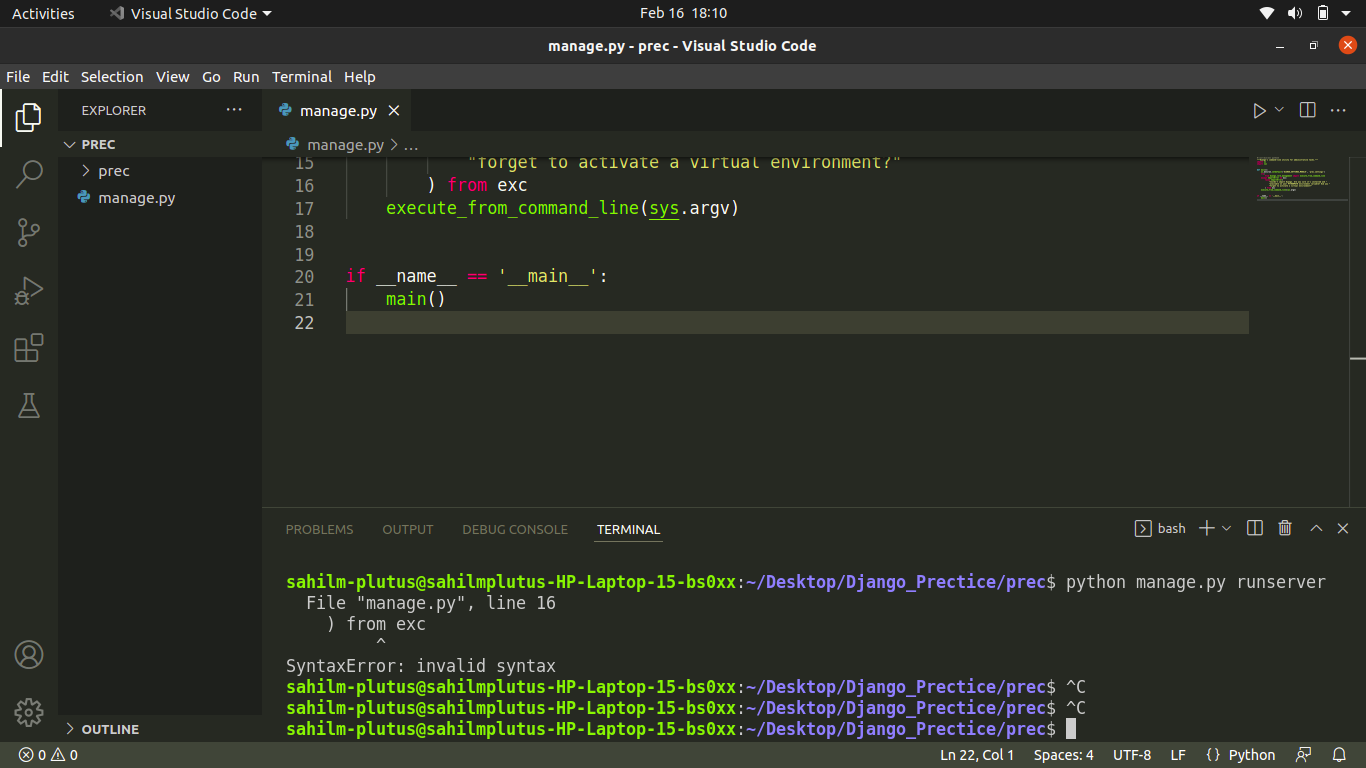 Activities Visual Studio Code Feb 16 18:10
manage.py - prec - Visual Studio Code
File Edit Selection View Go Run Terminal Help
EXPLORER
PREC
prec
manage.py
OUTLINE
manage.py
manage.py > ...
15 "forget to activate a virtual environment?"
16 ) from exc
17 execute_from_command_line(sys.argv)
18
19
20 if __name__ == '__main__':
21 main()
22
PROBLEMS OUTPUT DEBUG CONSOLE TERMINAL bash
sahilm-plutus@sahilmplutus-HP-Laptop-15-bs0xx:~/Desktop/Django_Prectice/prec$ python manage.py runserver
File "manage.py", line 16
) from exc
^
SyntaxError: invalid syntax
sahilm-plutus@sahilmplutus-HP-Laptop-15-bs0xx:~/Desktop/Django_Prectice/prec$ ^C
sahilm-plutus@sahilmplutus-HP-Laptop-15-bs0xx:~/Desktop/Django_Prectice/prec$ ^C
sahilm-plutus@sahilmplutus-HP-Laptop-15-bs0xx:~/Desktop/Django_Prectice/prec$
0 0 Ln 22, Col 1 Spaces: 4 UTF-8 LF {} Python